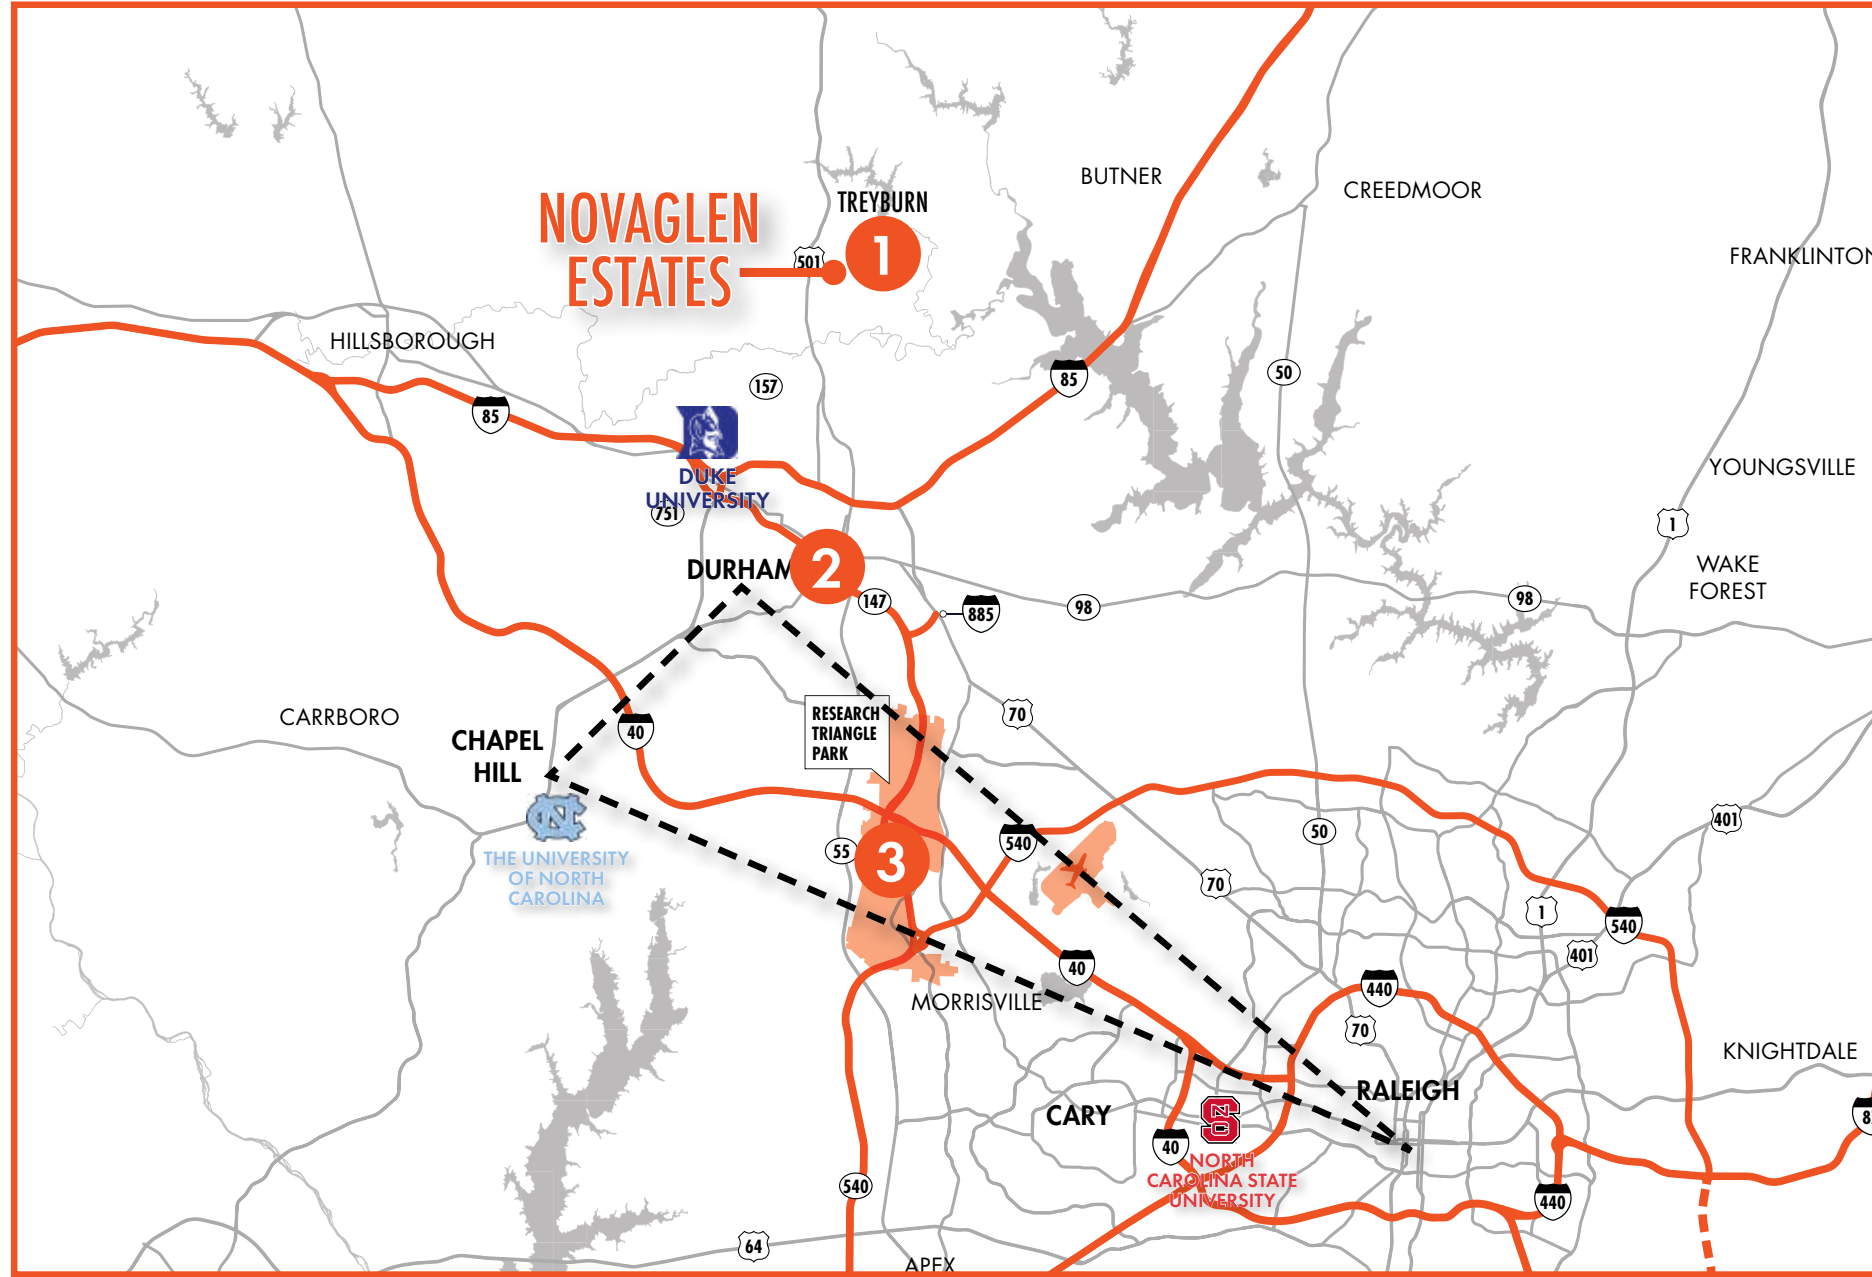 BUTNER
CREEDMOOR
TREYBURN
NOVAGLEN
ESTATES
501
1
FRANKLINTON
HILLSBOROUGH
157
85
50
85
DUKE
UNIVERSITY
751
YOUNGSVILLE
1
DURHAM
2
147
885
98
98
WAKE
FOREST
CARRBORO
CHAPEL
HILL
40
RESEARCH
TRIANGLE
PARK
70
NC
THE UNIVERSITY
OF NORTH
CAROLINA
55
3
540
50
401
70
1
540
401
MORRISVILLE
40
440
70
KNIGHTDALE
RALEIGH
CARY
40
NCS
NORTH
CAROLINA STATE
UNIVERSITY
540
440
8
64
APEX